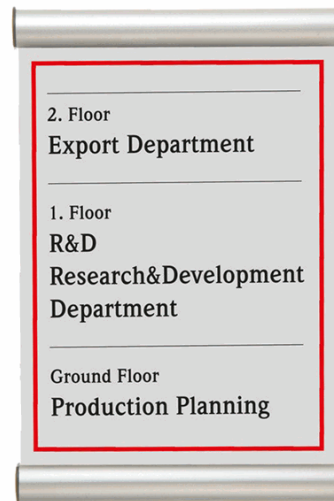 2. Floor
Export Department
1. Floor
R&D
Research&Development
Department
Ground Floor
Production Planning